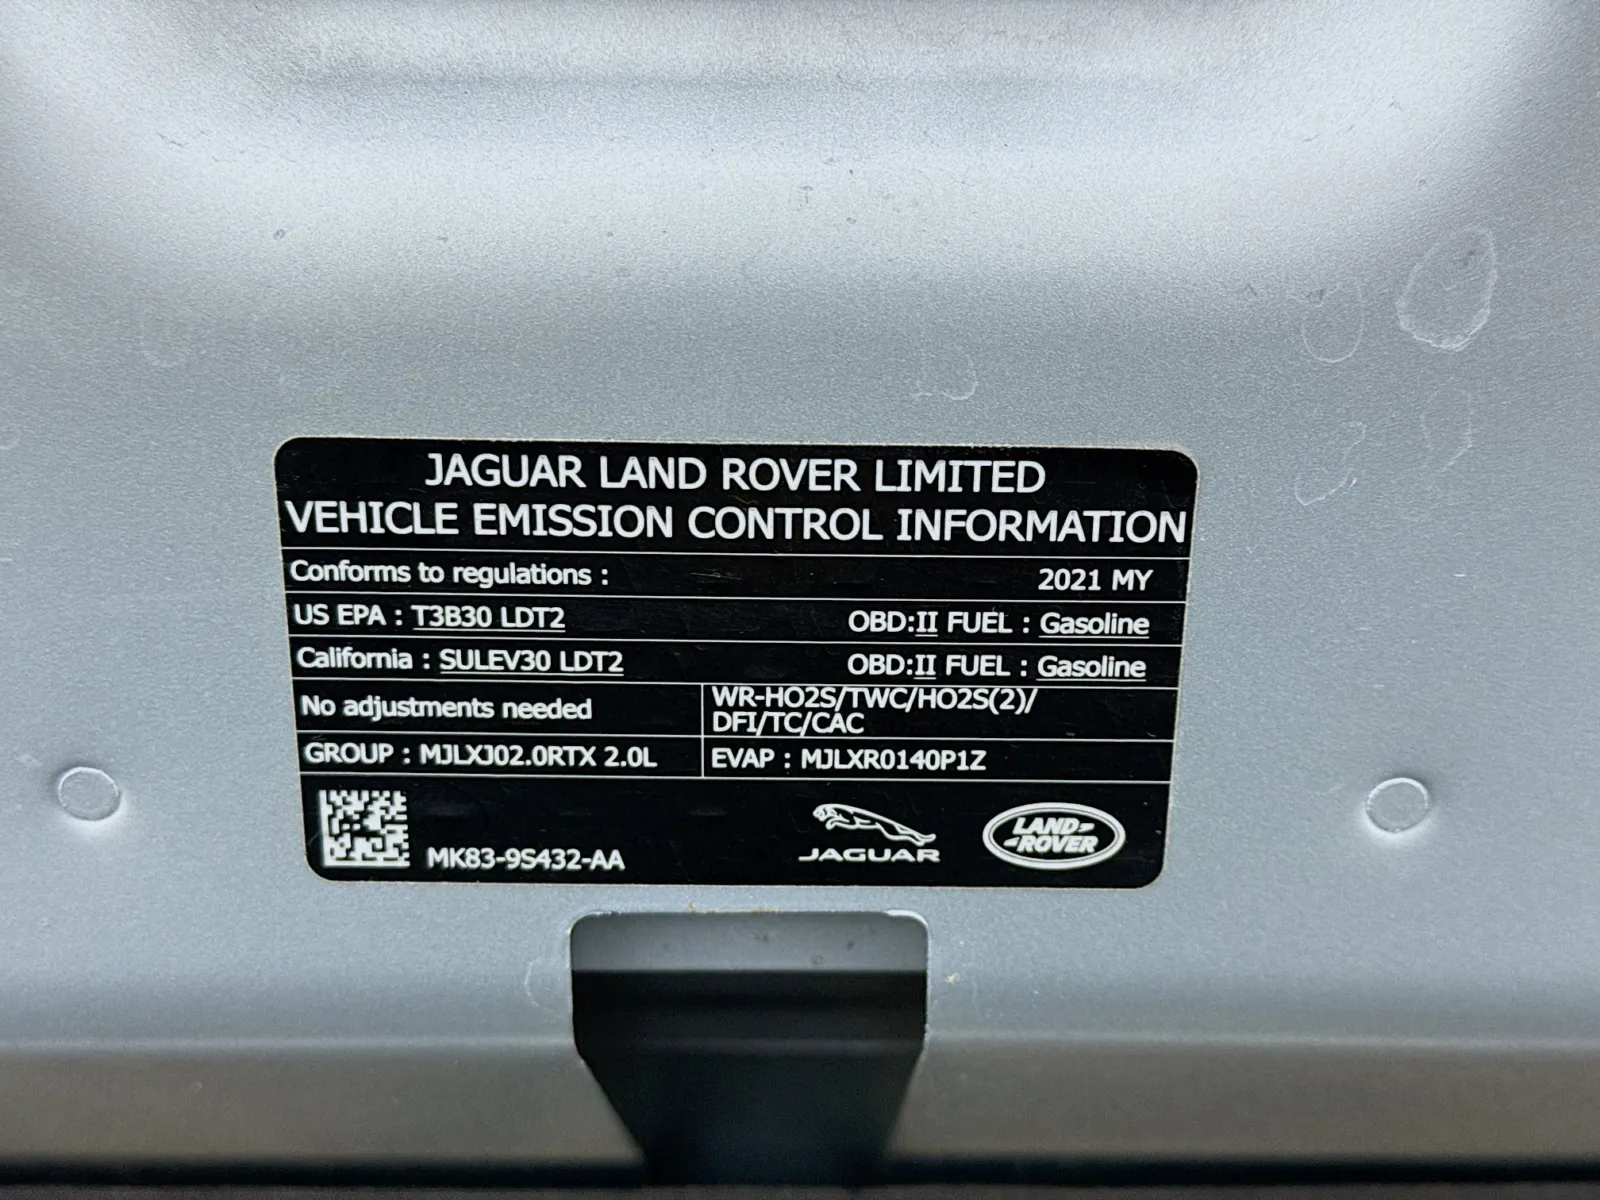 JAGUAR LAND ROVER LIMITED
VEHICLE EMISSION CONTROL INFORMATION
Conforms to regulations : 2021 MY
US EPA : T3B30 LDT2 OBD:II FUEL : Gasoline
California : SULEV30 LDT2 OBD:II FUEL : Gasoline
No adjustments needed
WR-HO2S/TWC/HO2S(2)/
DFI/TC/CAC
GROUP : MJLXJ02.0RTX 2.0L EVAP : MJLXR0140P1Z
MK83-9S432-AA
JAGUAR
LAND
ROVER